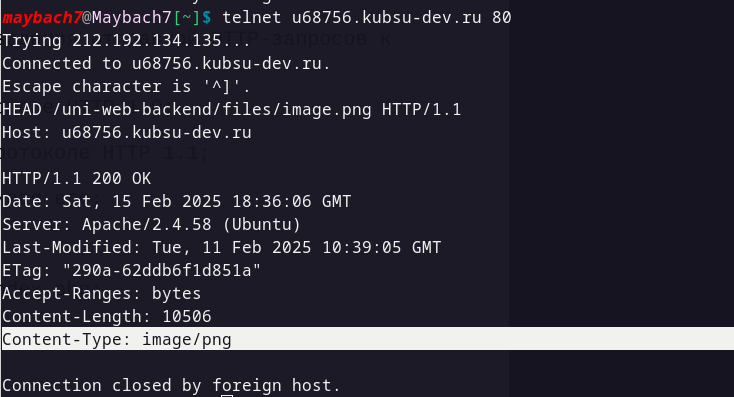 maybach7@Maybach7[~]$ telnet u68756.kubsu-dev.ru 80
Trying 212.192.134.135...
Connected to u68756.kubsu-dev.ru.
Escape character is '^]'.
HEAD /uni-web-backend/files/image.png HTTP/1.1
Host: u68756.kubsu-dev.ru
HTTP/1.1 200 OK
Date: Sat, 15 Feb 2025 18:36:06 GMT
Server: Apache/2.4.58 (Ubuntu)
Last-Modified: Tue, 11 Feb 2025 10:39:05 GMT
ETag: "290a-62ddb6f1d851a"
Accept-Ranges: bytes
Content-Length: 10506
Content-Type: image/png
Connection closed by foreign host.